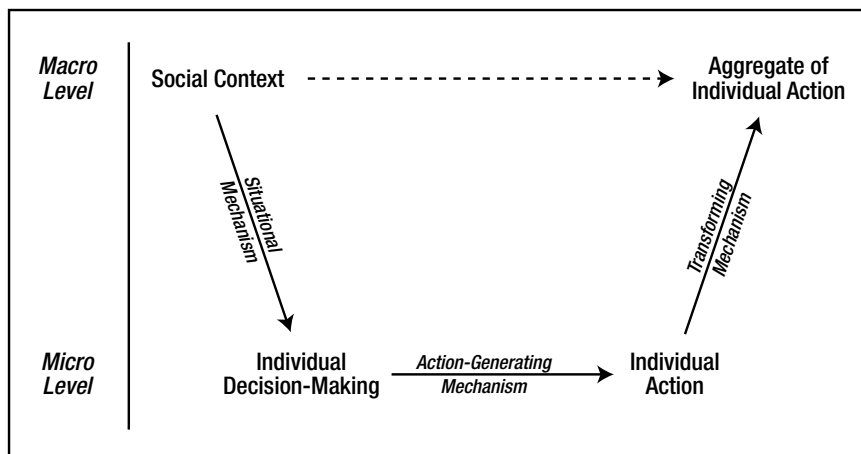 Macro
Level
Social Context
Aggregate of
Individual Action
Situational
Mechanism
Transforming
Mechanism
Micro
Level
Individual
Decision-Making
Action-Generating
Mechanism
Individual
Action